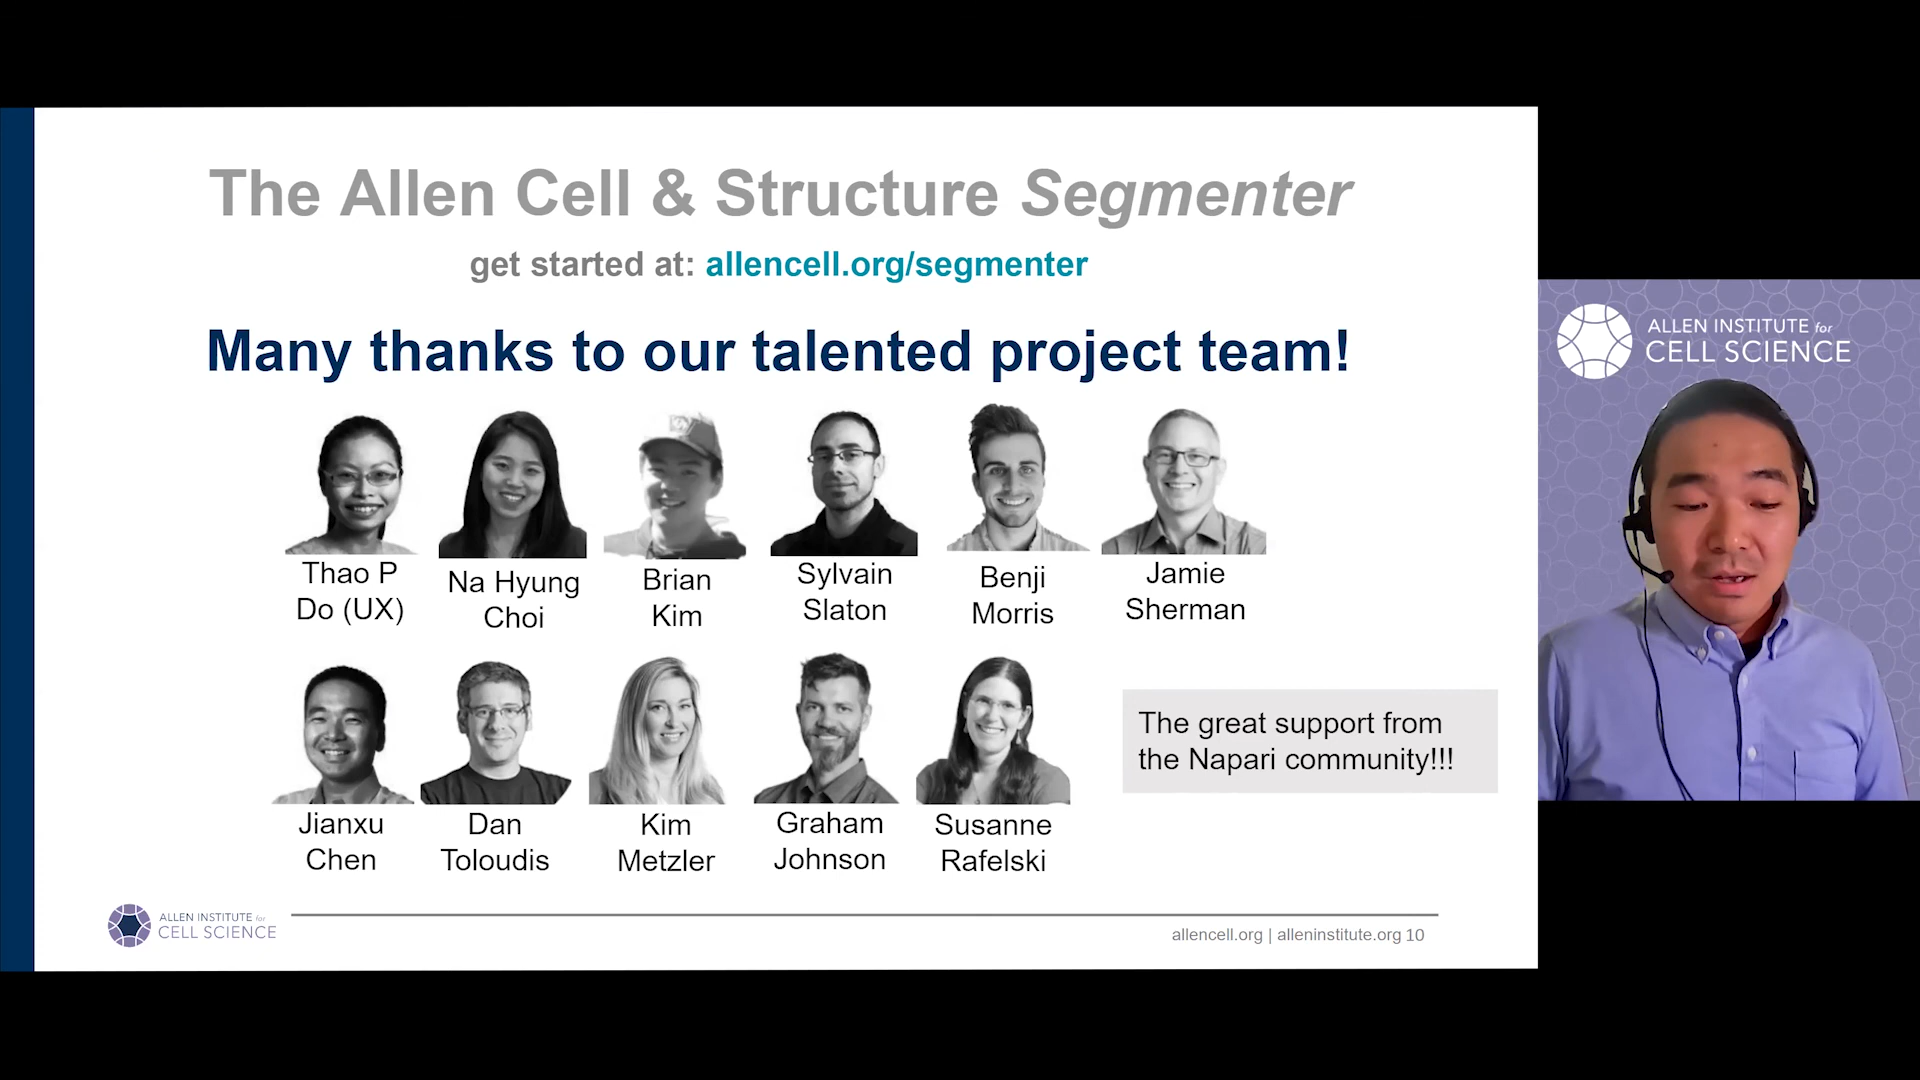 The Allen Cell & Structure Segmenter
get started at: allencell.org/segmenter
Many thanks to our talented project team!
Thao P
Do (UX)
Na Hyung
Choi
Brian
Kim
Sylvain
Slaton
Benji
Morris
Jamie
Sherman
Jianxu
Chen
Dan
Toloudis
Kim
Metzler
Graham
Johnson
Susanne
Rafelski
The great support from
the Napari community!!!
ALLEN INSTITUTE for
CELL SCIENCE
allencell.org | alleninstitute.org 10
ALLEN INSTITUTE for
CELL SCIENCE